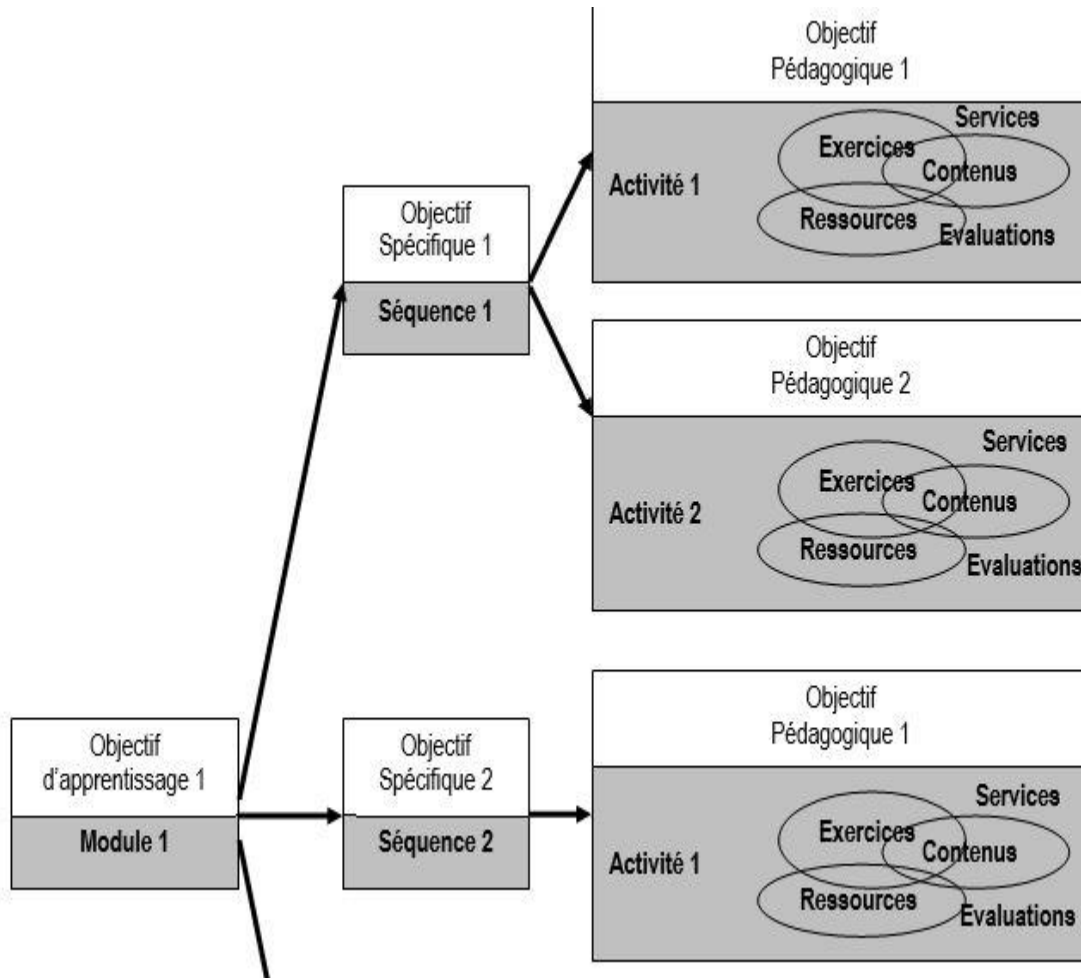 Objectif
Pédagogique 1
Services
Exercices
Contenus
Activité 1
Ressources
Evaluations
Objectif
Spécifique 1
Séquence 1
Objectif
Pédagogique 2
Services
Exercices
Contenus
Activité 2
Ressources
Evaluations
Objectif
d'apprentissage 1
Module 1
Objectif
Spécifique 2
Séquence 2
Objectif
Pédagogique 1
Services
Exercices
Contenus
Activité 1
Ressources
Evaluations